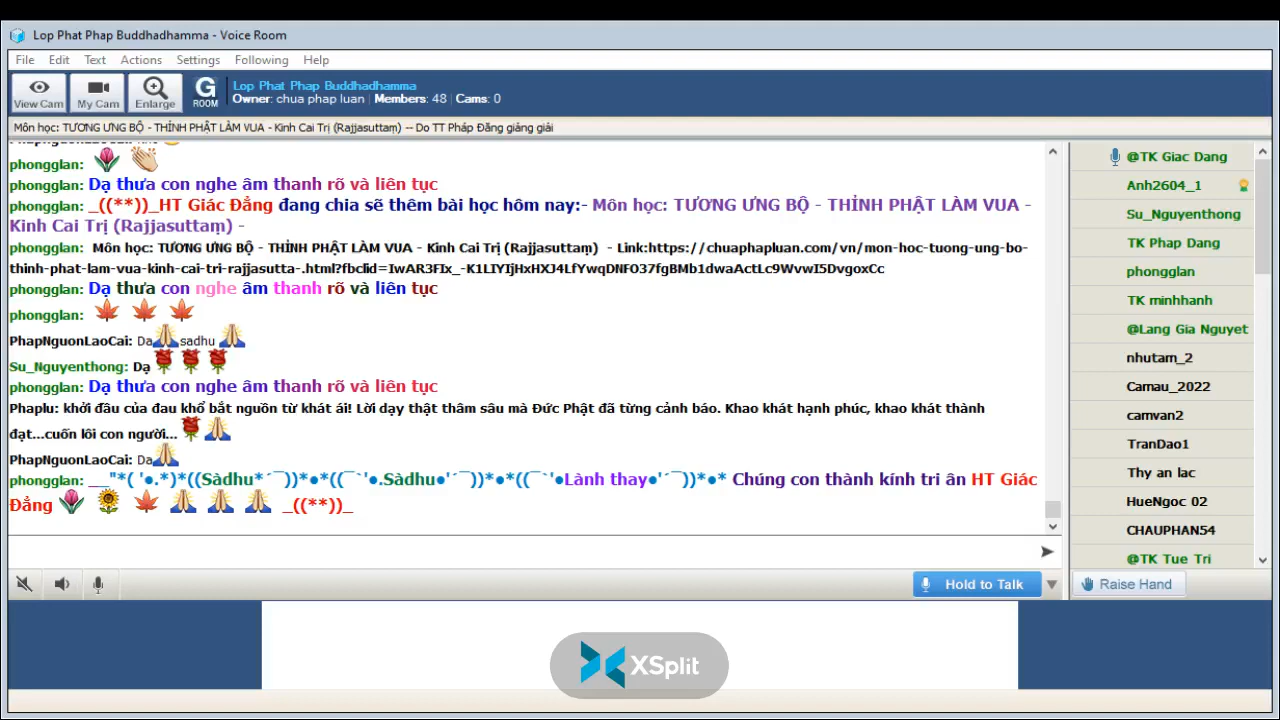 Lop Phat Phap Buddhadhamma - Voice Room
File Edit Text Actions Settings Following Help
View Cam My Cam Enlarge G ROOM
Lop Phat Phap Buddhadhamma
Owner: chua phap luan | Members: 48 | Cams: 0
Môn học: TƯƠNG ƯNG BỘ - THỈNH PHẬT LÀM VUA - Kinh Cai Trị (Rajjasuttaṃ) -- Do TT Pháp Đăng giảng giải
phongglan:
phongglan: Dạ thưa con nghe âm thanh rõ và liên tục
phongglan: _((**))_HT Giác Đẳng đang chia sẽ thêm bài học hôm nay:- Môn học: TƯƠNG ƯNG BỘ - THỈNH PHẬT LÀM VUA -
Kinh Cai Trị (Rajjasuttaṃ) -
phongglan: Môn học: TƯƠNG ƯNG BỘ - THỈNH PHẬT LÀM VUA - Kinh Cai Trị (Rajjasuttaṃ) - Link:https://chuaphapluan.com/vn/mon-hoc-tuong-ung-bo-
thinh-phat-lam-vua-kinh-cai-tri-rajjasutta-.html?fbclid=IwAR3FIx_-K1LIYIjHxHXJ4LfYwqDNFO37fgBMb1dwaActLc9WvwI5DvgoxCc
phongglan: Dạ thưa con nghe âm thanh rõ và liên tục
phongglan:
PhapNguonLaoCai: Da sadhu
Su_Nguyenthong: Dạ
phongglan: Dạ thưa con nghe âm thanh rõ và liên tục
Phaplu: khởi đầu của đau khổ bắt nguồn từ khát ái! Lời dạy thật thâm sâu mà Đức Phật đã từng cảnh báo. Khao khát hạnh phúc, khao khát thành
đạt...cuốn lôi con người...
PhapNguonLaoCai: Da
phongglan: __"*( '●.*)*((Sàdhu*´¯))*●*((¯`'●.Sàdhu●'´¯))*●*((¯`'●Lành thay●'´¯))*●* Chúng con thành kính tri ân HT Giác
Đẳng _((**))_
Hold to Talk
@TK Giac Dang
Anh2604_1
Su_Nguyenthong
TK Phap Dang
phongglan
TK minhhanh
@Lang Gia Nguyet
nhutam_2
Camau_2022
camvan2
TranDao1
Thy an lac
HueNgoc 02
CHAUPHAN54
@TK Tue Tri
Raise Hand
XSplit